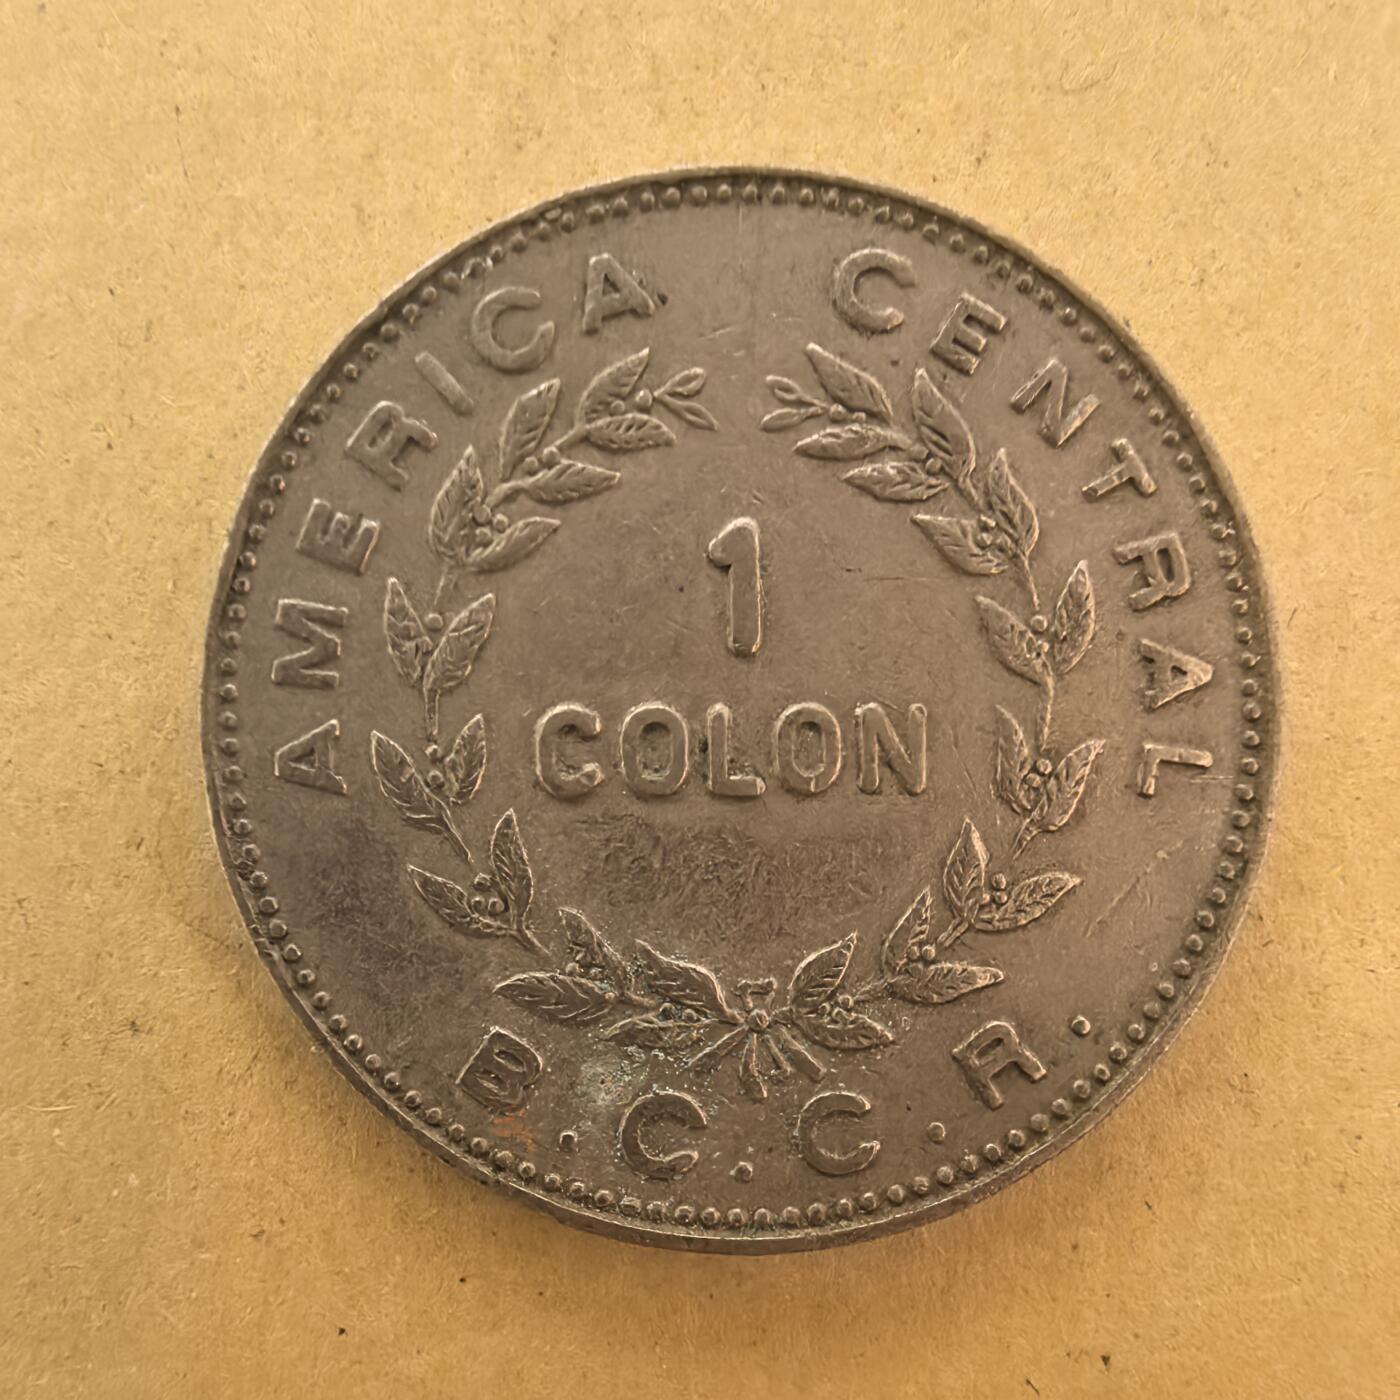 AMERICA CENTRAL
1
COLON
B.C.C.R.